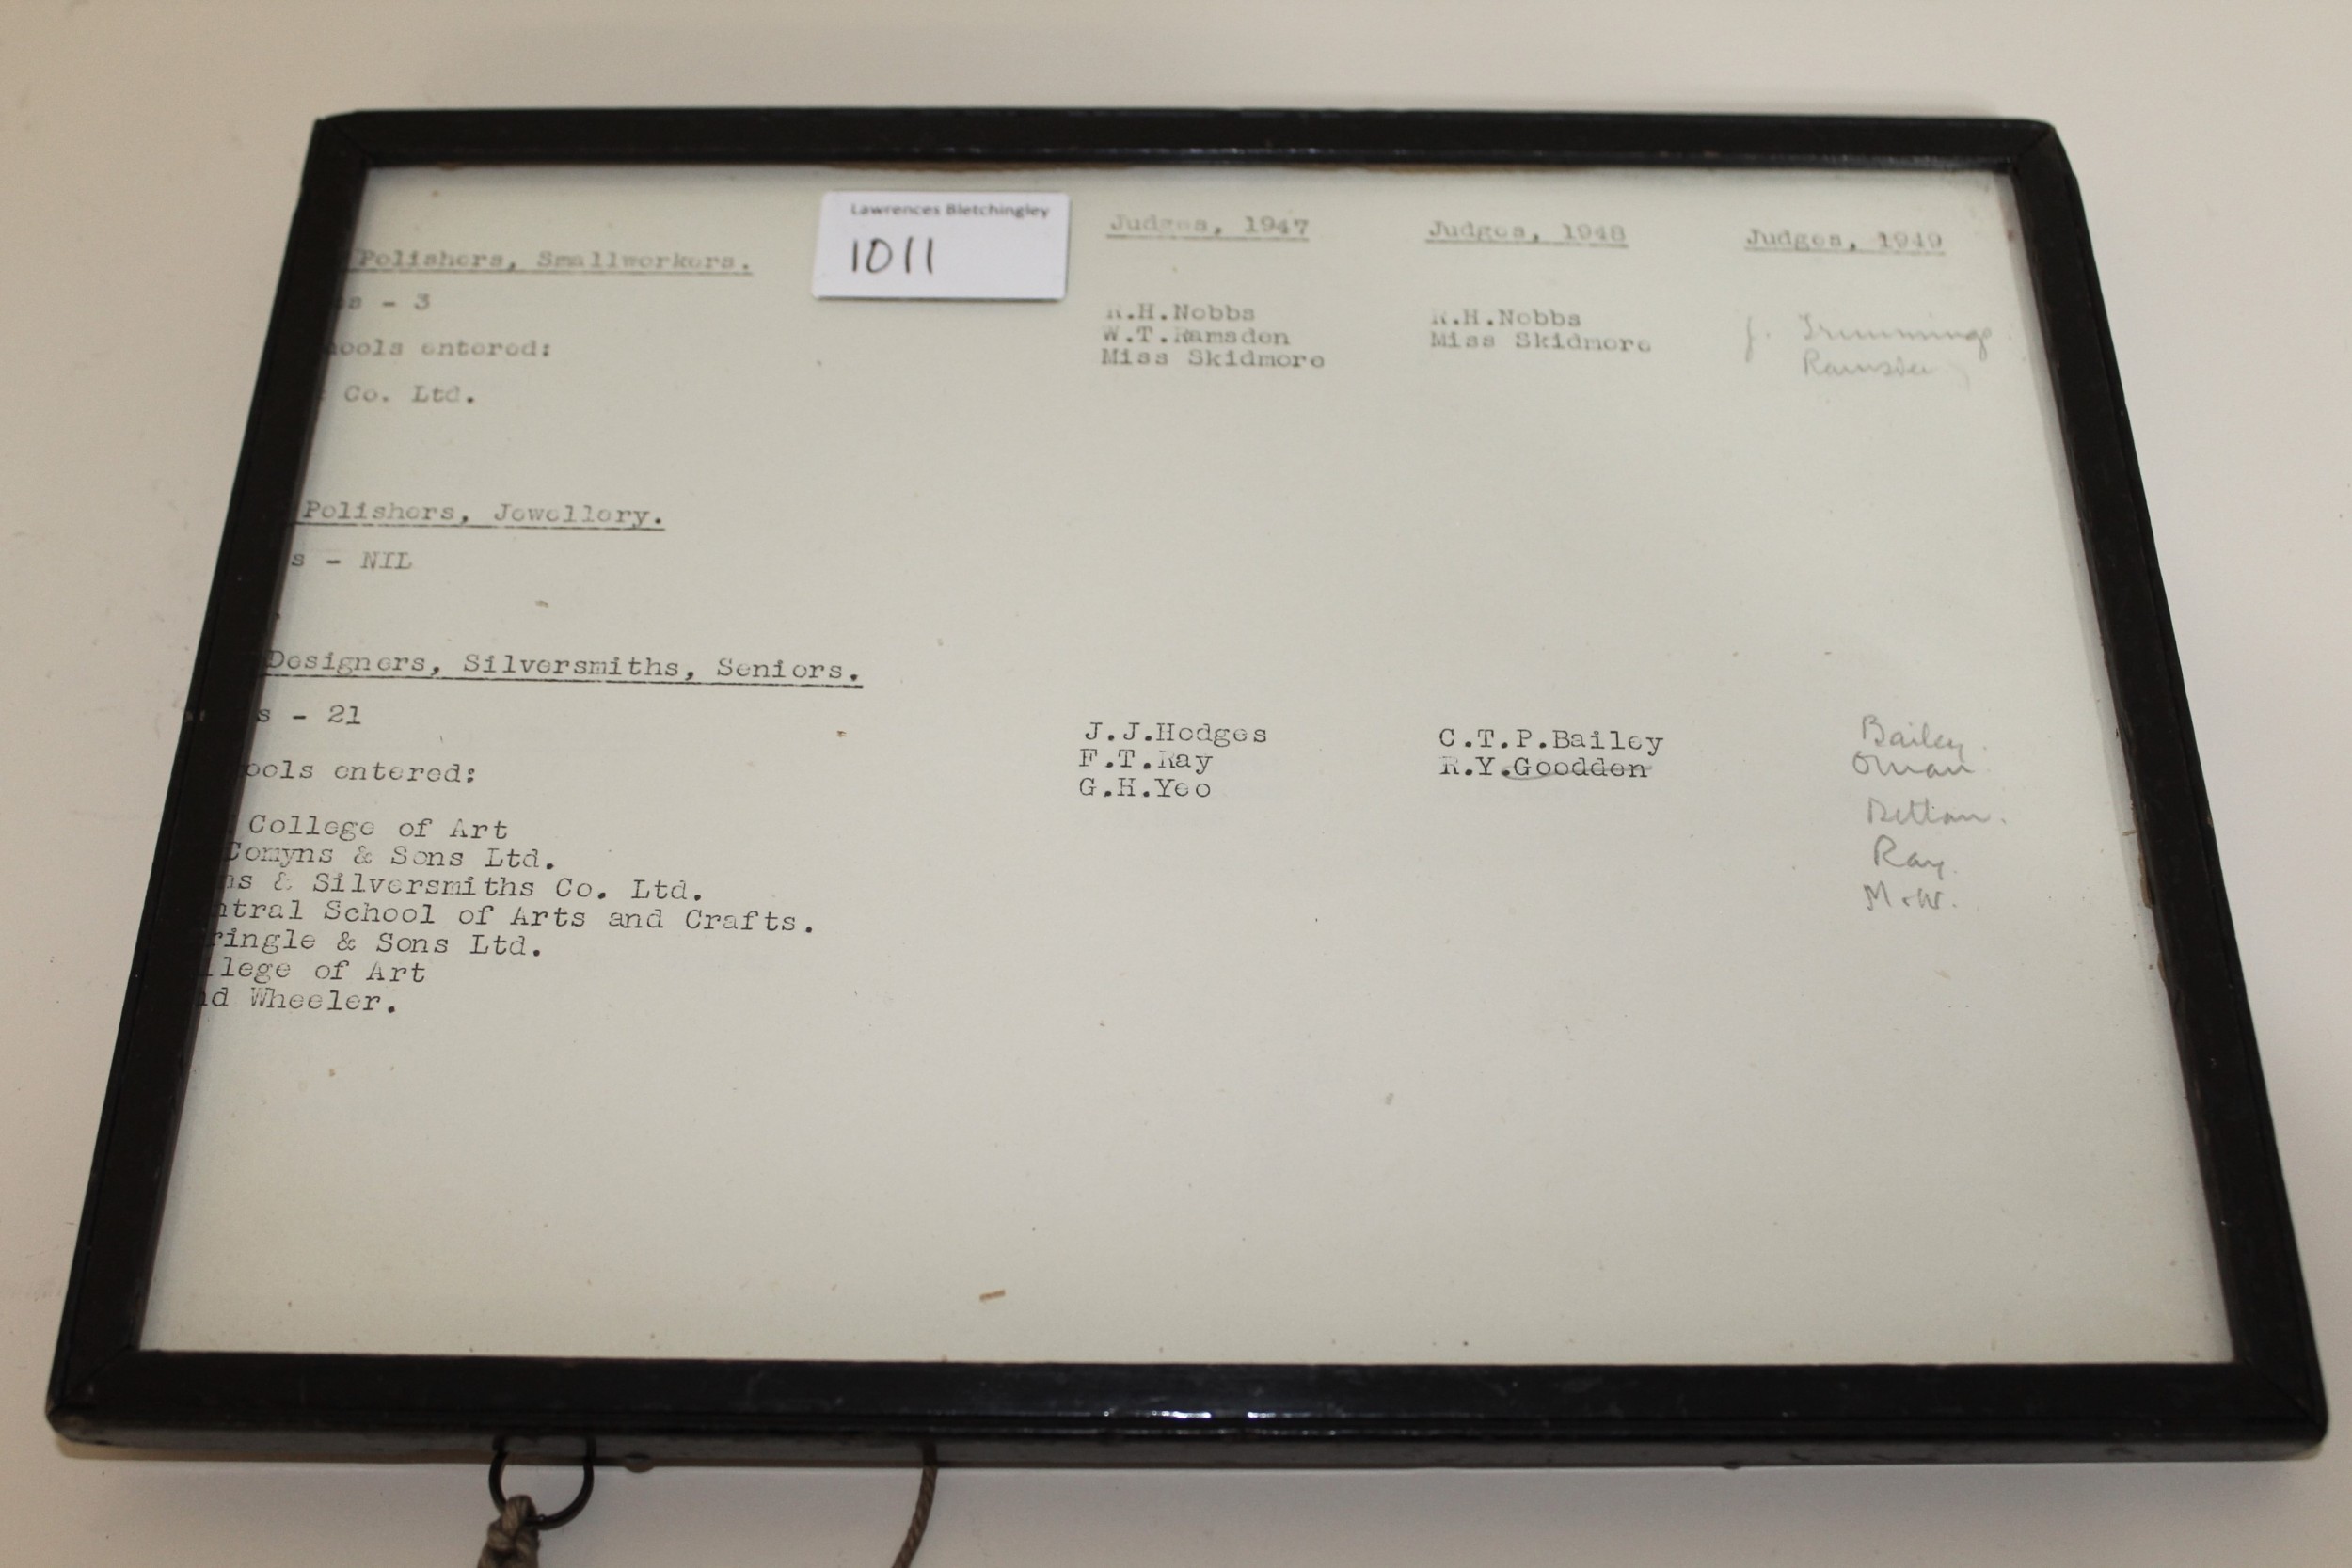 Lawrences Bletchingley
1011
Judges, 1947
Judges, 1948
Judges, 1949
Polishers, Smallworkers.
s - 3
ools entered:
Co. Ltd.
R.H.Nobbs
W.T.Ramsden
Miss Skidmore
R.H.Nobbs
Miss Skidmore
J. Trimmings
Ramsden
Polishers, Jewellery.
s - NIL
Designers, Silversmiths, Seniors.
s - 21
ools entered:
College of Art
Comyns & Sons Ltd.
ns & Silversmiths Co. Ltd.
ntral School of Arts and Crafts.
ringle & Sons Ltd.
llege of Art
nd Wheeler.
J.J.Hodges
F.T.Ray
G.H.Yeo
C.T.P.Bailey
R.Y.Goodden
Bailey.
Oman.
Ray.
M.W.